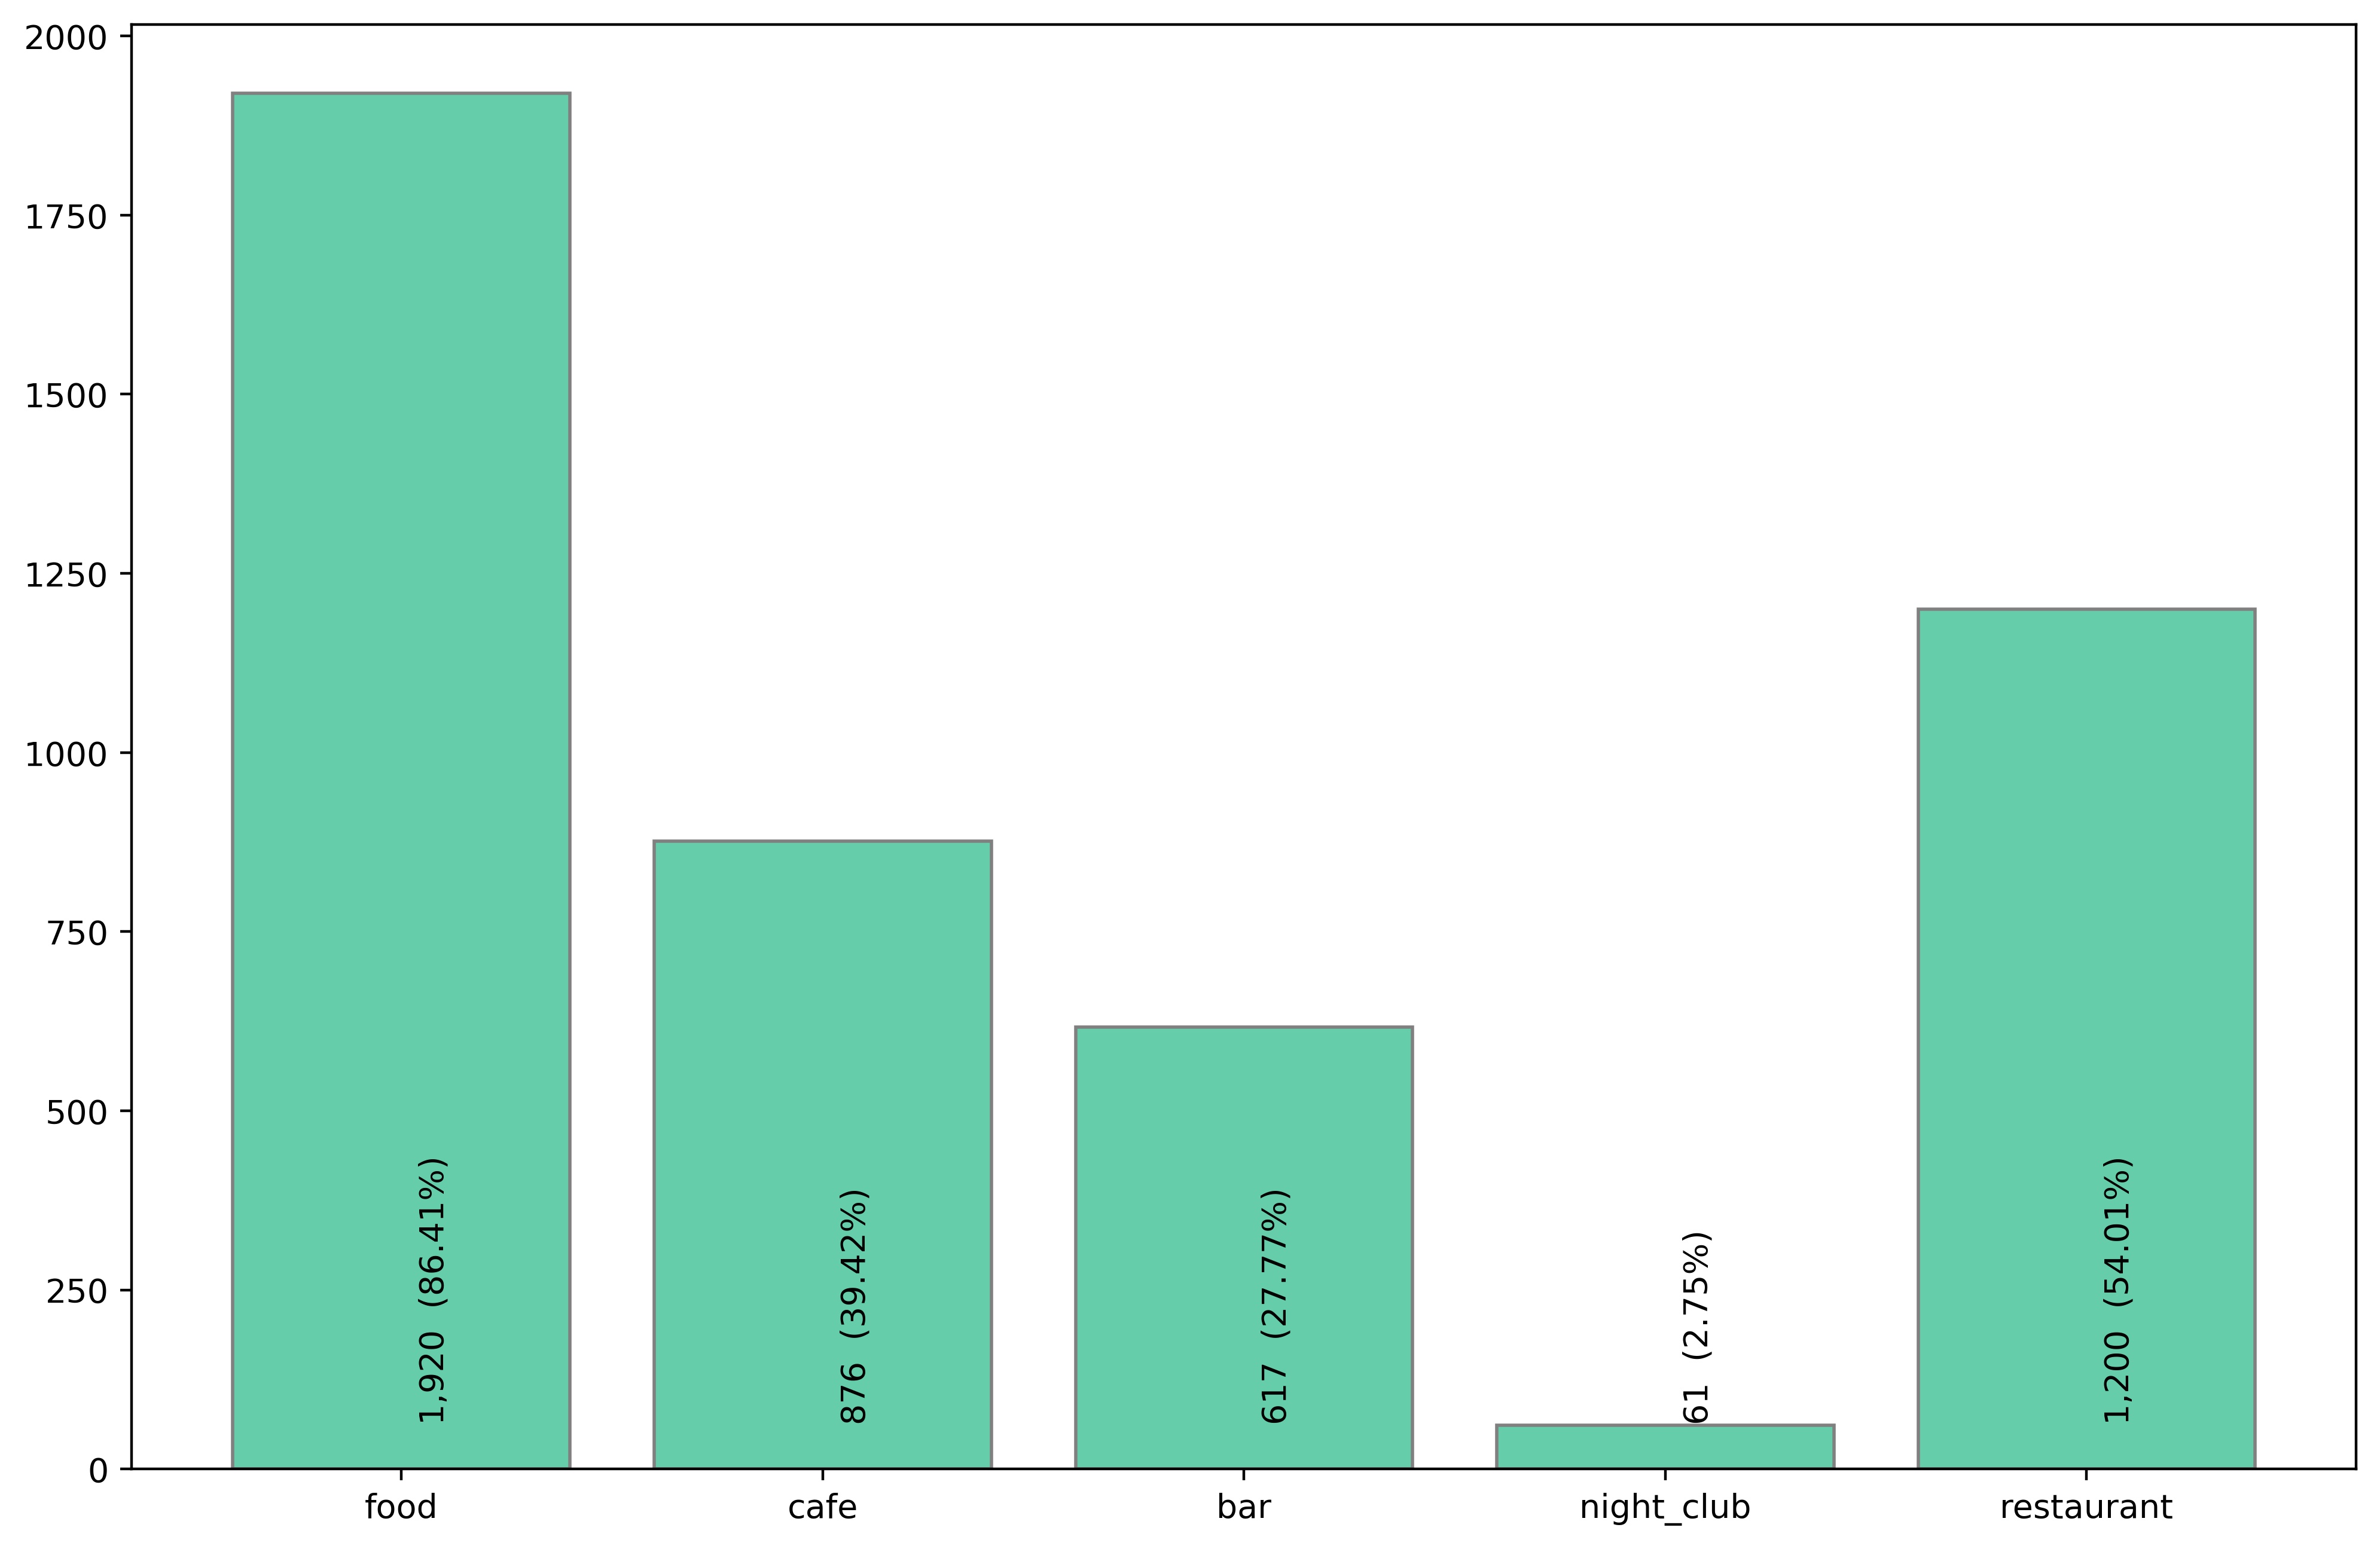 2000
1750
1500
1250
1000
750
500
250
0
1,920 (86.41%)
876 (39.42%)
617 (27.77%)
61 (2.75%)
1,200 (54.01%)
food
cafe
bar
night_club
restaurant